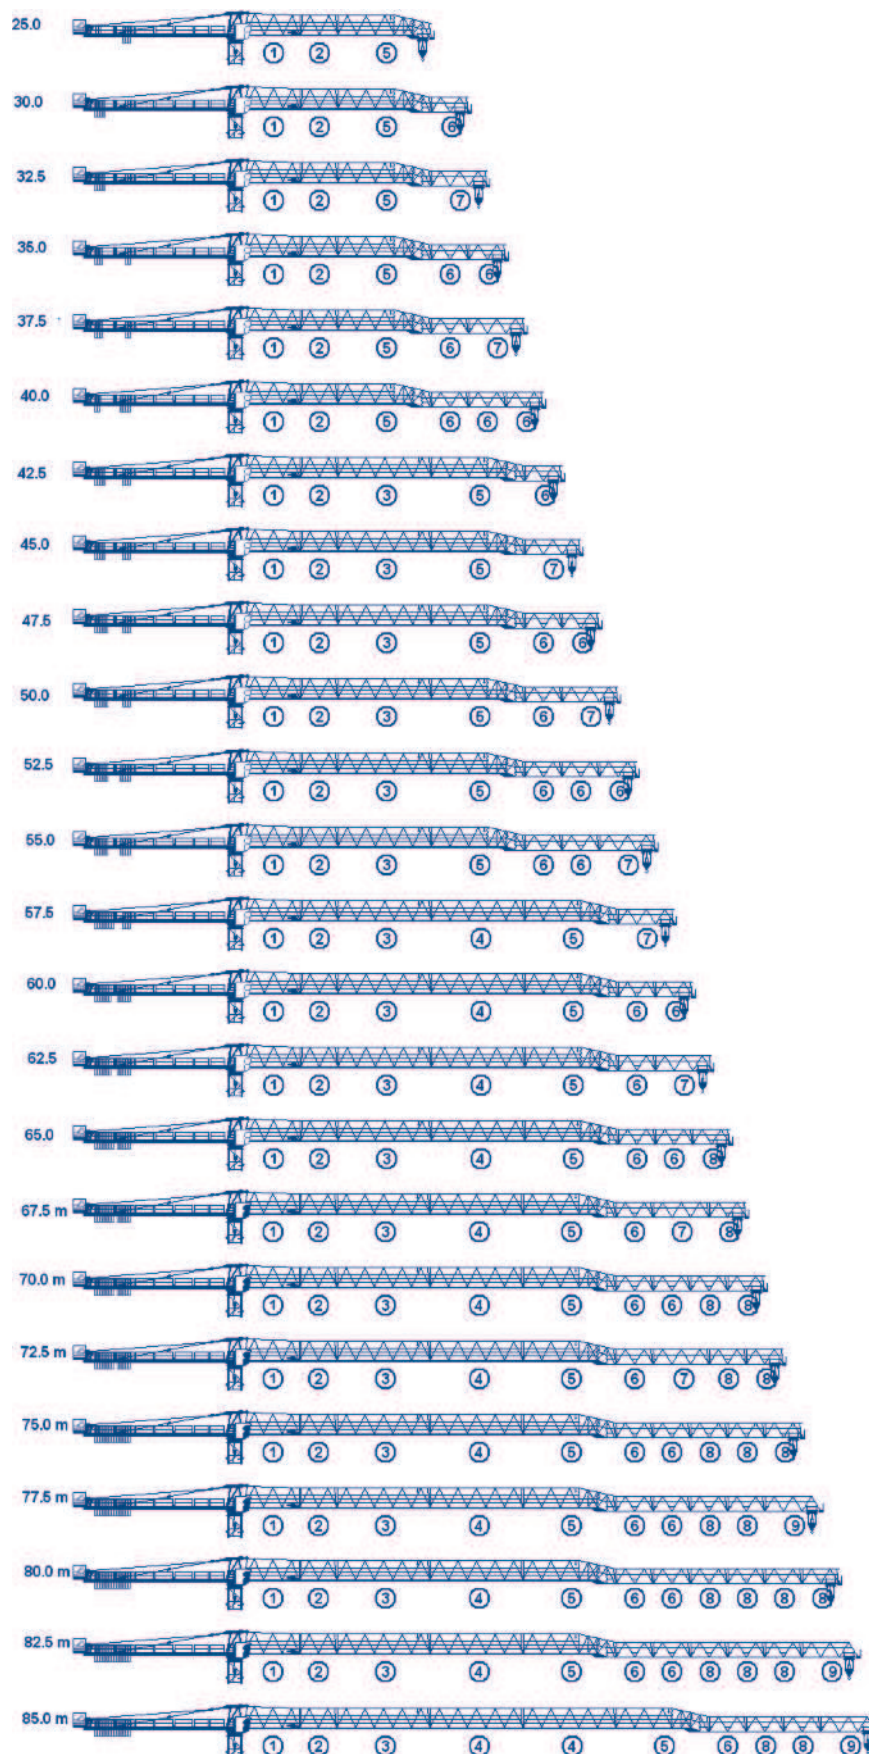 25.0 ① ② ⑤
30.0 ① ② ⑤ ⑥
32.5 ① ② ⑤ ⑦
35.0 ① ② ⑤ ⑥ ⑥
37.5 ① ② ⑤ ⑥ ⑦
40.0 ① ② ⑤ ⑥ ⑥ ⑥
42.5 ① ② ③ ⑤ ⑥
45.0 ① ② ③ ⑤ ⑦
47.5 ① ② ③ ⑤ ⑥ ⑥
50.0 ① ② ③ ⑤ ⑥ ⑦
52.5 ① ② ③ ⑤ ⑥ ⑥ ⑥
55.0 ① ② ③ ⑤ ⑥ ⑥ ⑦
57.5 ① ② ③ ④ ⑤ ⑦
60.0 ① ② ③ ④ ⑤ ⑥ ⑥
62.5 ① ② ③ ④ ⑤ ⑥ ⑦
65.0 ① ② ③ ④ ⑤ ⑥ ⑥ ⑧
67.5 m ① ② ③ ④ ⑤ ⑥ ⑦ ⑧
70.0 m ① ② ③ ④ ⑤ ⑥ ⑥ ⑧ ⑧
72.5 m ① ② ③ ④ ⑤ ⑥ ⑦ ⑧ ⑧
75.0 m ① ② ③ ④ ⑤ ⑥ ⑥ ⑧ ⑧ ⑧
77.5 m ① ② ③ ④ ⑤ ⑥ ⑥ ⑧ ⑧ ⑨
80.0 m ① ② ③ ④ ⑤ ⑥ ⑥ ⑧ ⑧ ⑧ ⑧
82.5 m ① ② ③ ④ ⑤ ⑥ ⑥ ⑧ ⑧ ⑧ ⑨
85.0 m ① ② ③ ④ ④ ⑤ ⑥ ⑧ ⑧ ⑨